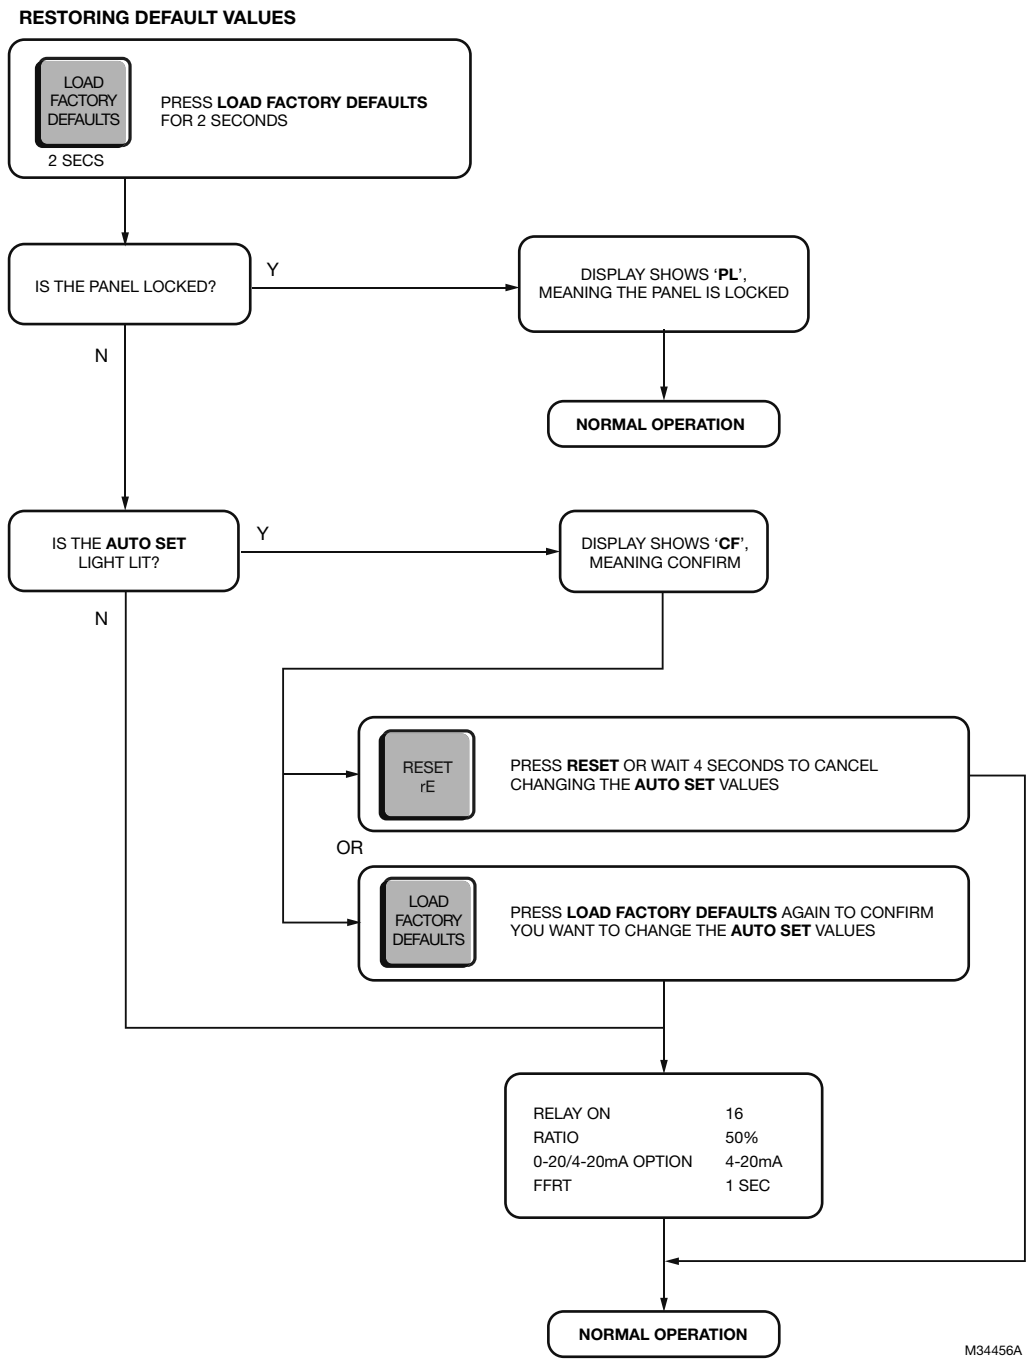 RESTORING DEFAULT VALUES
LOAD
FACTORY
DEFAULTS
2 SECS
PRESS LOAD FACTORY DEFAULTS
FOR 2 SECONDS
IS THE PANEL LOCKED?
Y
DISPLAY SHOWS ‘PL’,
MEANING THE PANEL IS LOCKED
N
NORMAL OPERATION
IS THE AUTO SET
LIGHT LIT?
Y
DISPLAY SHOWS ‘CF’,
MEANING CONFIRM
N
RESET
rE
PRESS RESET OR WAIT 4 SECONDS TO CANCEL
CHANGING THE AUTO SET VALUES
OR
LOAD
FACTORY
DEFAULTS
PRESS LOAD FACTORY DEFAULTS AGAIN TO CONFIRM
YOU WANT TO CHANGE THE AUTO SET VALUES
RELAY ON 16
RATIO 50%
0-20/4-20mA OPTION 4-20mA
FFRT 1 SEC
NORMAL OPERATION
M34456A